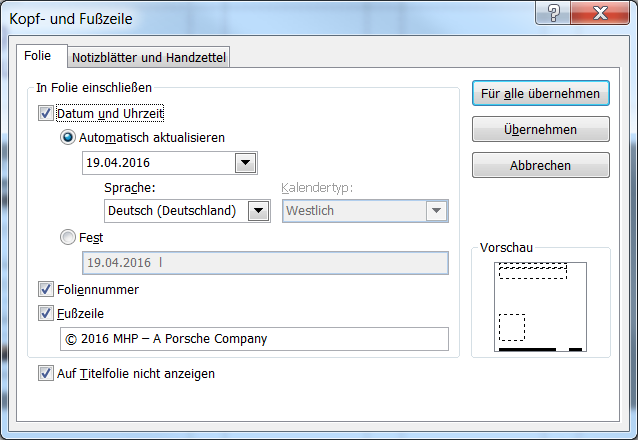 Kopf- und Fußzeile
Folie
Notizblätter und Handzettel
In Folie einschließen
Datum und Uhrzeit
Automatisch aktualisieren
19.04.2016
Sprache:
Kalendertyp:
Deutsch (Deutschland)
Westlich
Fest
19.04.2016 l
Foliennummer
Fußzeile
© 2016 MHP – A Porsche Company
Auf Titelfolie nicht anzeigen
Für alle übernehmen
Übernehmen
Abbrechen
Vorschau